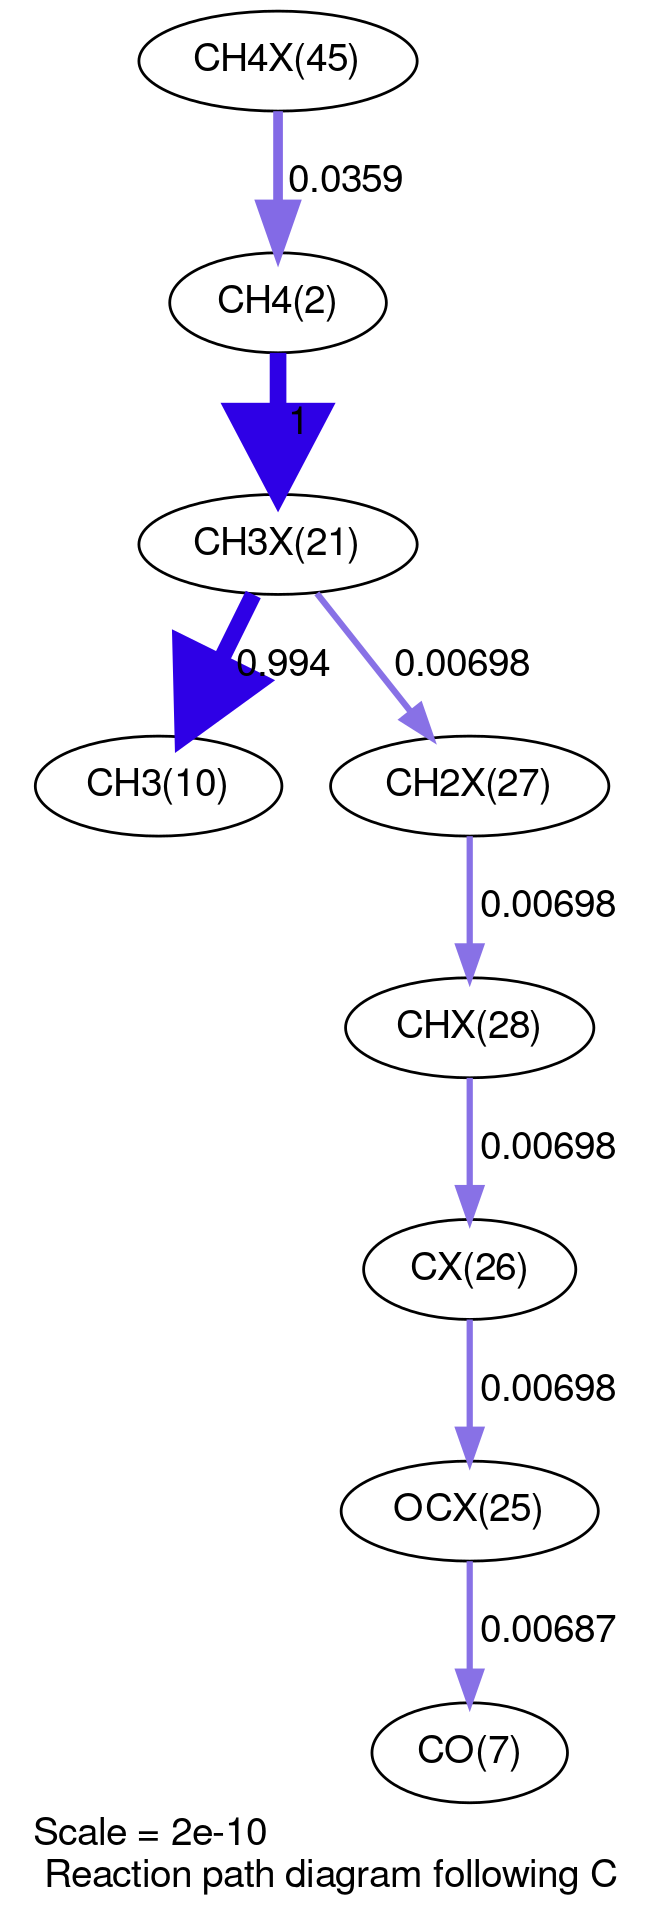 CH4X(45)
0.0359
CH4(2)
1
CH3X(21)
0.994
0.00698
CH3(10)
CH2X(27)
0.00698
CHX(28)
0.00698
CX(26)
0.00698
OCX(25)
0.00687
CO(7)
Scale = 2e-10
Reaction path diagram following C